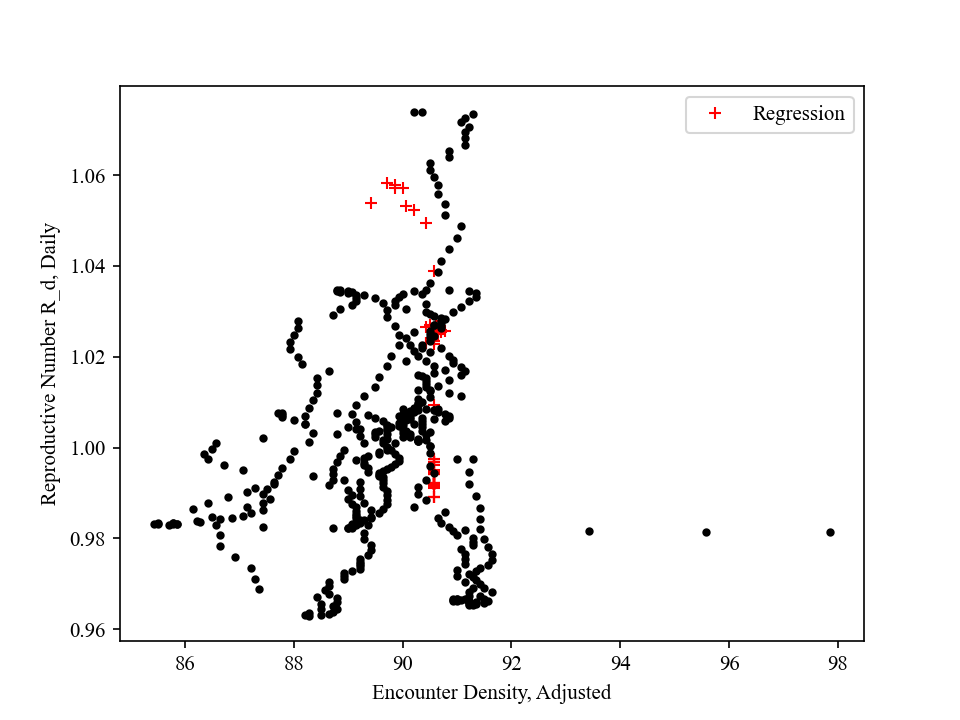 Regression
Reproductive Number R_d, Daily
1.06
1.04
1.02
1.00
0.98
0.96
86 88 90 92 94 96 98
Encounter Density, Adjusted